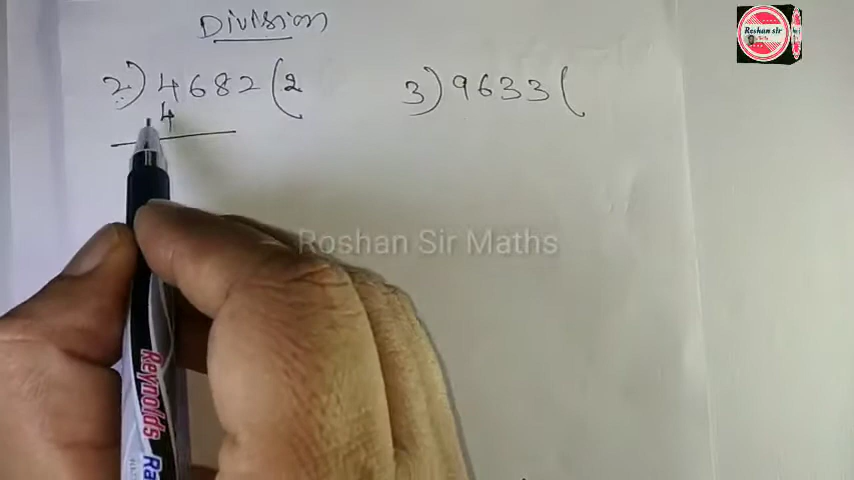 Division
2) 4682 (2
4
3) 9633 (
Roshan sir
Roshan Sir Maths
Reynolds